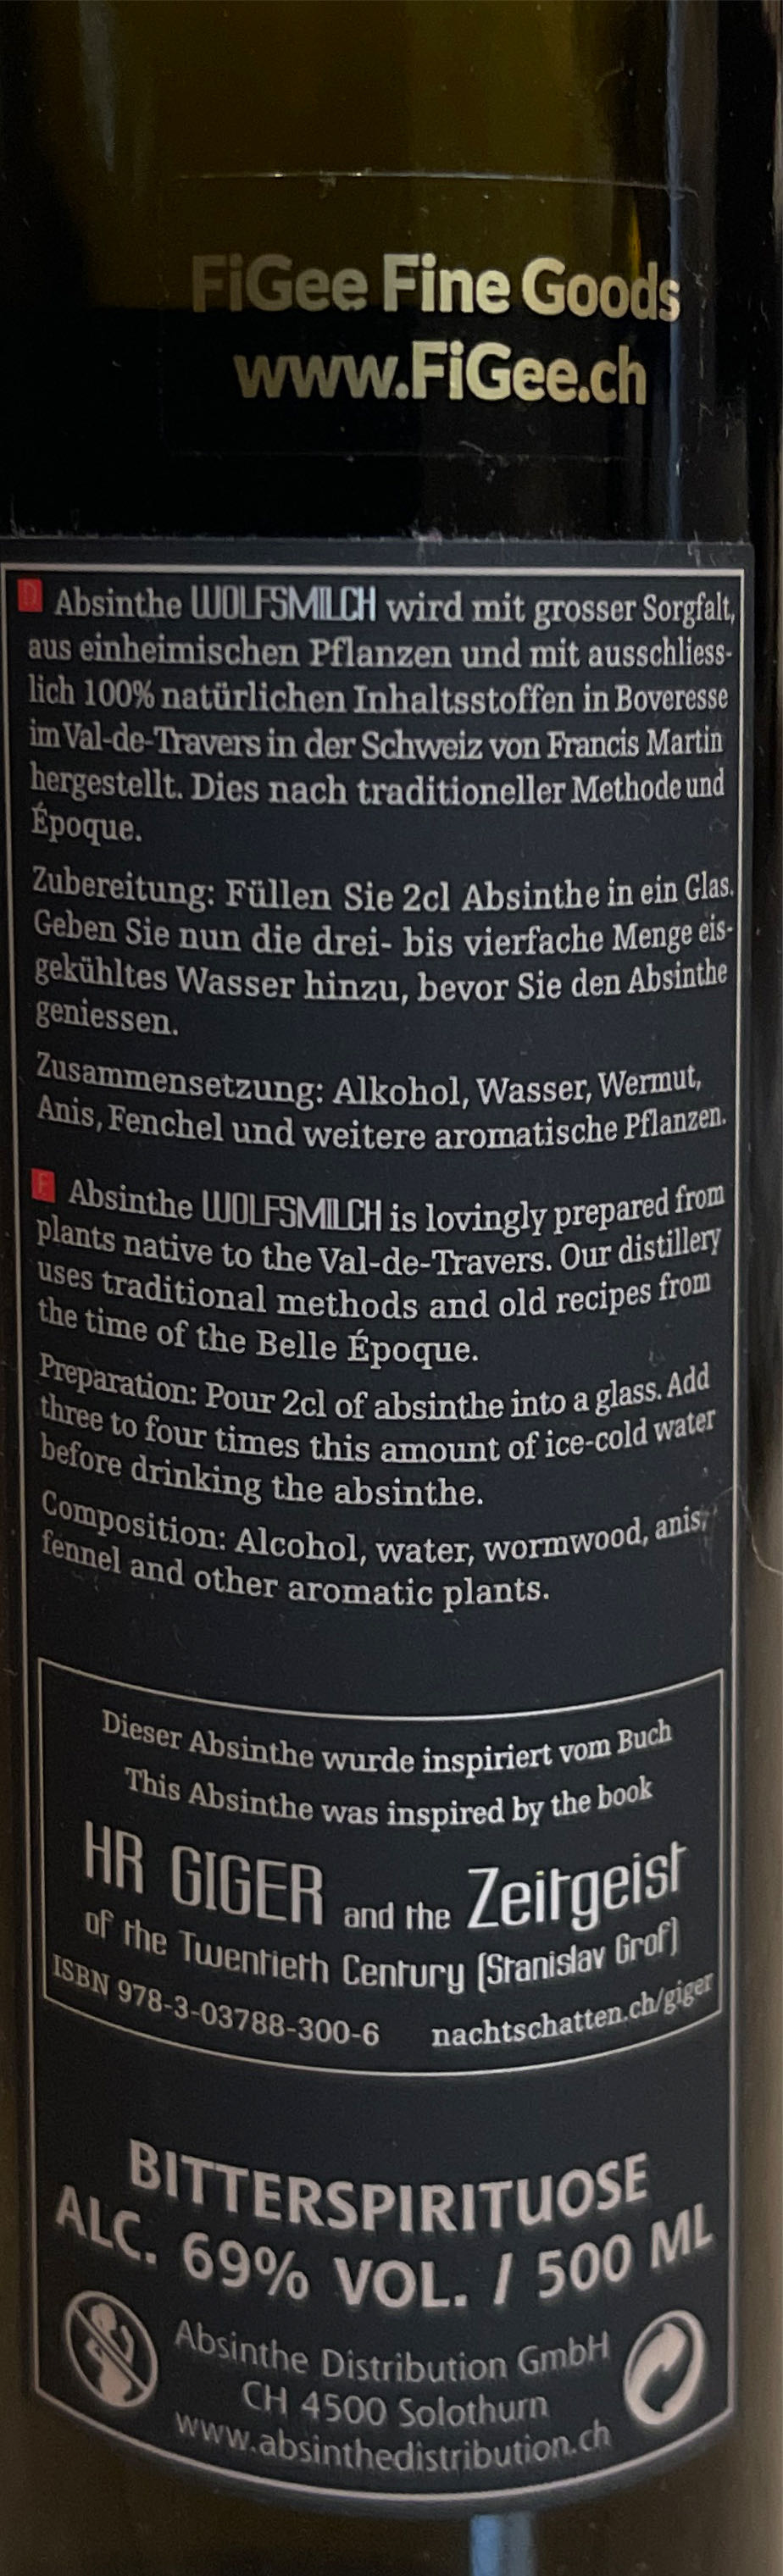 FiGee Fine Goods
www.FiGee.ch
D Absinthe WOLFSMILCH wird mit grosser Sorgfalt,
aus einheimischen Pflanzen und mit ausschliess-
lich 100% natürlichen Inhaltsstoffen in Boveresse
im Val-de-Travers in der Schweiz von Francis Martin
hergestellt. Dies nach traditioneller Methode und
Époque.
Zubereitung: Füllen Sie 2cl Absinthe in ein Glas.
Geben Sie nun die drei- bis vierfache Menge eis-
gekühltes Wasser hinzu, bevor Sie den Absinthe
geniessen.
Zusammensetzung: Alkohol, Wasser, Wermut,
Anis, Fenchel und weitere aromatische Pflanzen.
E Absinthe WOLFSMILCH is lovingly prepared from
plants native to the Val-de-Travers. Our distillery
uses traditional methods and old recipes from
the time of the Belle Époque.
Preparation: Pour 2cl of absinthe into a glass. Add
three to four times this amount of ice-cold water
before drinking the absinthe.
Composition: Alcohol, water, wormwood, anis,
fennel and other aromatic plants.
Dieser Absinthe wurde inspiriert vom Buch
This Absinthe was inspired by the book
HR GIGER and the Zeitgeist
of the Twentieth Century (Stanislav Grof)
ISBN 978-3-03788-300-6 nachtschatten.ch/giger
BITTERSPIRITUOSE
ALC. 69% VOL. / 500 ML
Absinthe Distribution GmbH
CH 4500 Solothurn
www.absinthedistribution.ch